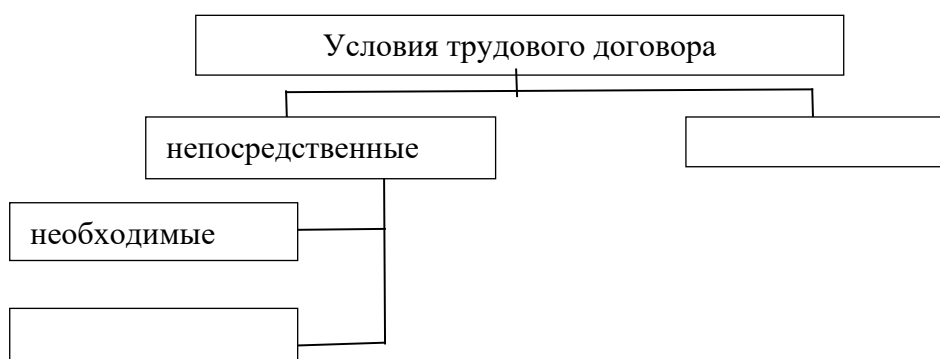 Условия трудового договора
непосредственные
необходимые